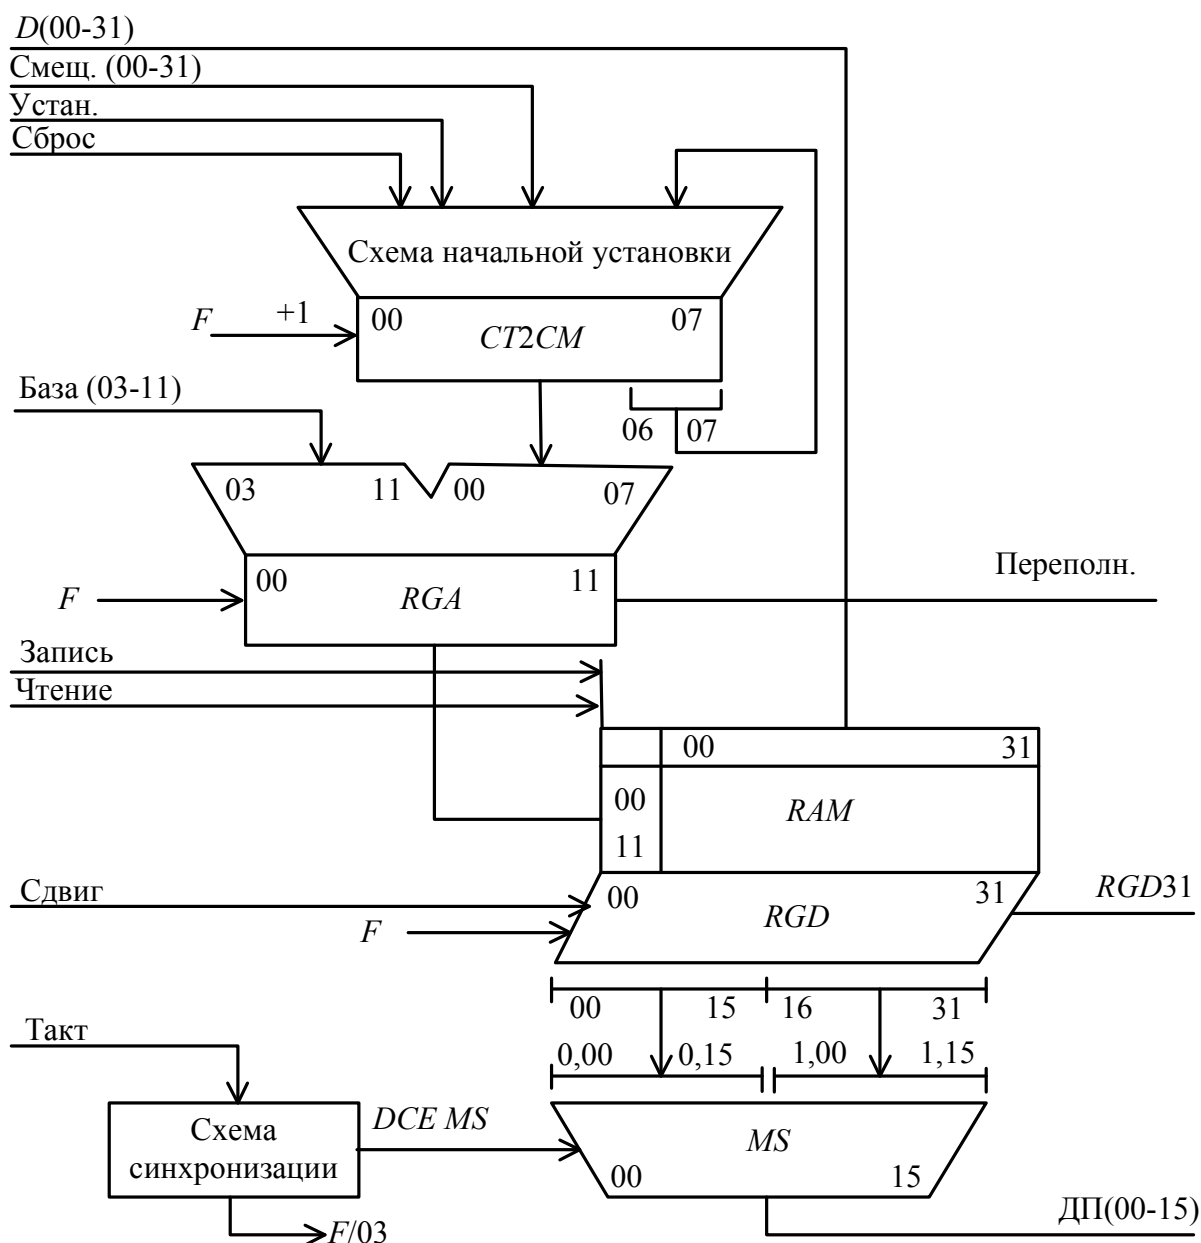 D(00-31)
Смещ. (00-31)
Устан.
Сброс
Схема начальной установки
F +1 00 07
CT2CM
База (03-11)
06 07
03 11 00 07
Переполн.
F 00 RGA 11
Запись
Чтение
00 31
00 RAM
11
Сдвиг
00 31 RGD31
F RGD
00 15 16 31
Такт
0,00 0,15 1,00 1,15
Схема
синхронизации
DCE MS
MS
00 15
F/03
ДП(00-15)